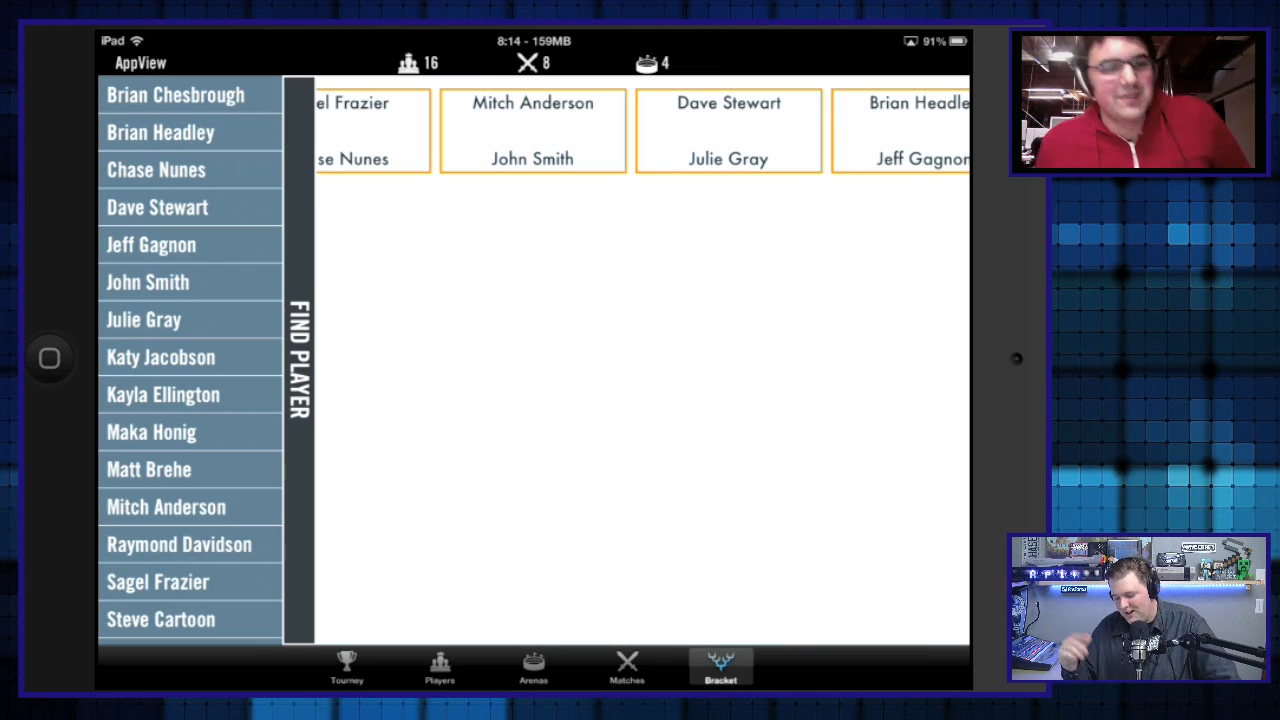 iPad
8:14 - 159MB
91%
AppView
16
8
4
Brian Chesbrough
Brian Headley
Chase Nunes
Dave Stewart
Jeff Gagnon
John Smith
Julie Gray
Katy Jacobson
Kayla Ellington
Maka Honig
Matt Brehe
Mitch Anderson
Raymond Davidson
Sagel Frazier
Steve Cartoon
FIND PLAYER
el Frazier
se Nunes
Mitch Anderson
John Smith
Dave Stewart
Julie Gray
Brian Headle
Jeff Gagnon
Tourney
Players
Arenas
Matches
Bracket